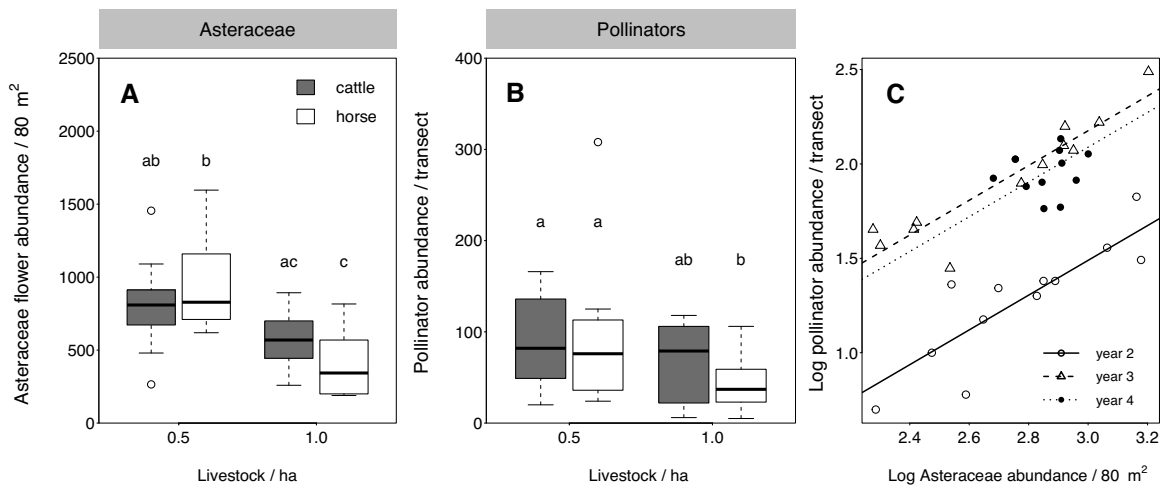 Asteraceae
Pollinators
A
cattle
horse
ab
b
ac
c
2500
2000
1500
1000
500
0
0.5
1.0
Livestock / ha
Asteraceae flower abundance / 80 m²
B
a
a
ab
b
400
300
200
100
0
0.5
1.0
Livestock / ha
Pollinator abundance / transect
C
2.5
2.0
1.5
1.0
year 2
year 3
year 4
2.4
2.6
2.8
3.0
3.2
Log Asteraceae abundance / 80 m²
Log pollinator abundance / transect